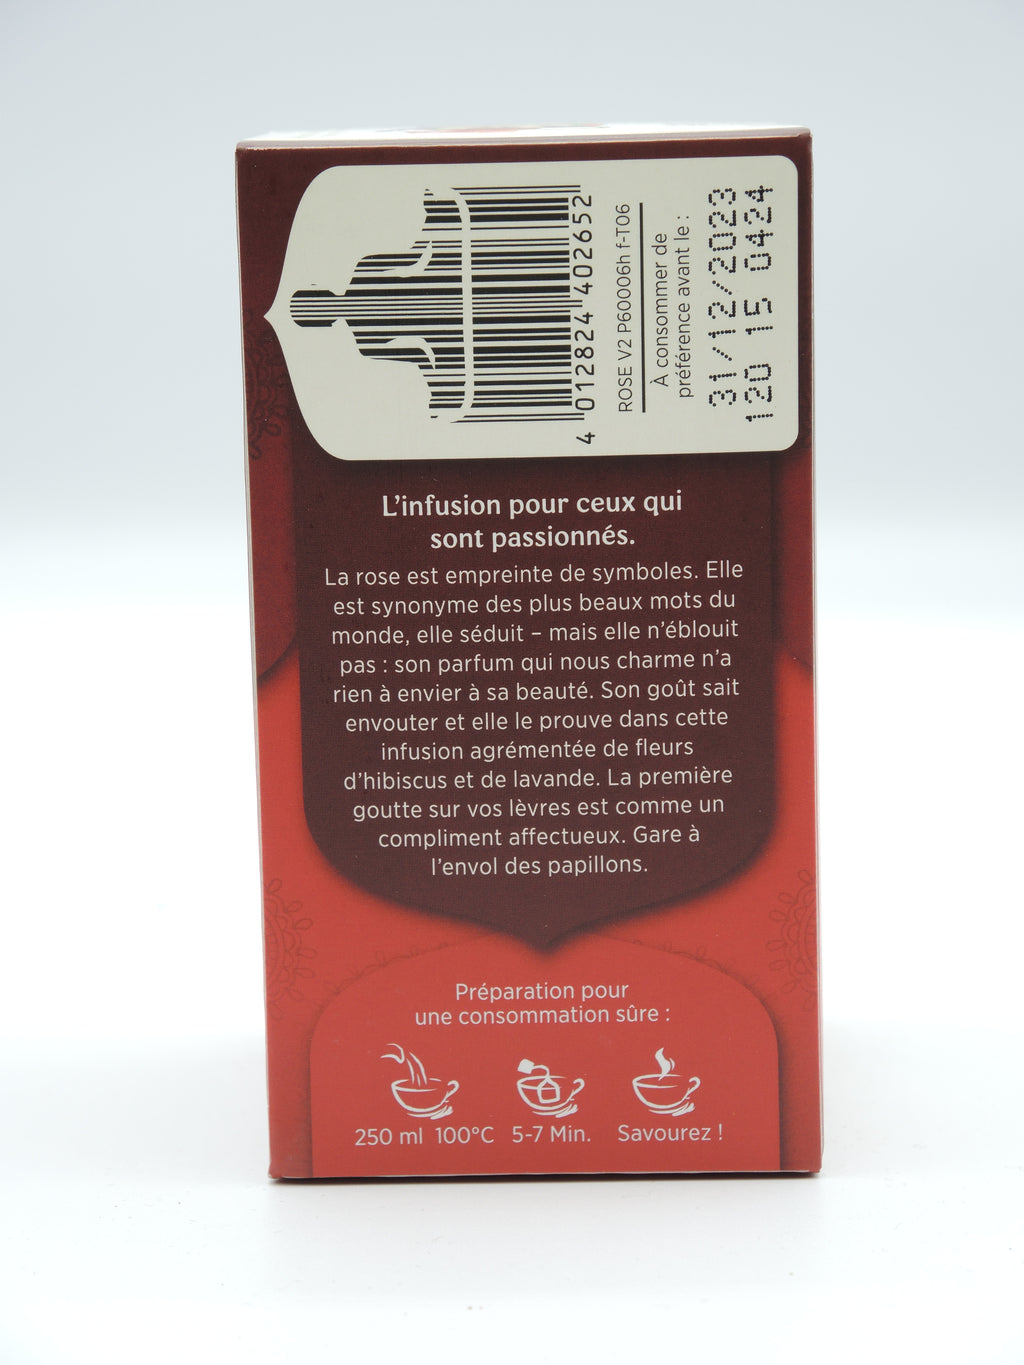 4 012824 402652
ROSE V2 P60006h f-T06
À consommer de
préférence avant le :
31/12/2023
120 15 0424
L'infusion pour ceux qui
sont passionnés.
La rose est empreinte de symboles. Elle
est synonyme des plus beaux mots du
monde, elle séduit – mais elle n'éblouit
pas : son parfum qui nous charme n'a
rien à envier à sa beauté. Son goût sait
envouter et elle le prouve dans cette
infusion agrémentée de fleurs
d'hibiscus et de lavande. La première
goutte sur vos lèvres est comme un
compliment affectueux. Gare à
l'envol des papillons.
Préparation pour
une consommation sûre :
250 ml 100°C 5-7 Min. Savourez !